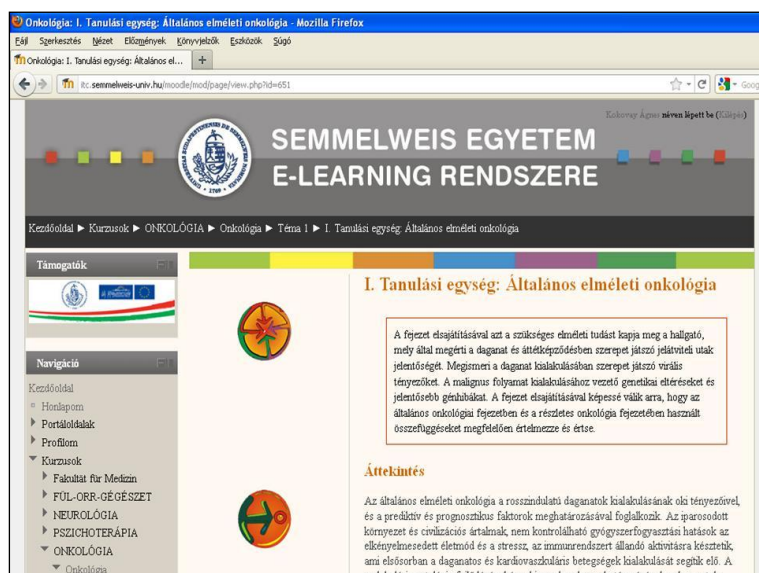 Onkológia: I. Tanulási egység: Általános elméleti onkológia - Mozilla Firefox
Fájl Szerkesztés Nézet Előzmények Könyvjelzők Eszközök Súgó
Onkológia: I. Tanulási egység: Általános el...
itc.semmelweis-univ.hu/moodle/mod/page/view.php?id=651
Goog
Ágnes néven lépett be (Kilépés)
SEMMELWEIS EGYETEM
E-LEARNING RENDSZERE
Kezdőoldal ► Kurzusok ► ONKOLÓGIA ► Onkológia ► Téma 1 ► I. Tanulási egység: Általános elméleti onkológia
Támogatók
Navigáció
Kezdőoldal
Honlapom
Portáloldalak
Profilom
Kurzusok
Fakultät für Medizin
FÜL-ORR-GÉGÉSZET
NEUROLÓGIA
PSZICHOTERÁPIA
ONKOLÓGIA
Onkológia
I. Tanulási egység: Általános elméleti onkológia
A fejezet elsajátításával azt a szükséges elméleti tudást kapja meg a hallgató,
mely által megérti a daganat és áttétképződésben szerepet játszó jelátviteli utak
jelentőségét. Megismeri a daganat kialakulásában szerepet játszó virális
tényezőket. A malignus folyamat kialakulásához vezető genetikai eltéréseket és
jelentősebb génhibákat. A fejezet elsajátításával képessé válik arra, hogy az
általános onkológiai fejezetben és a részletes onkológia fejezetében használt
összefüggéseket megfelelően értelmezze és értse.
Áttekintés
Az általános elméleti onkológia a rosszindulatú daganatok kialakulásának oki tényezőivel,
és a prediktív és prognosztikus faktorok meghatározásával foglalkozik. Az iparosodott
környezet és civilizációs ártalmak, nem kontrolálható gyógyszerfogyasztási hatások az
elkényelmesedett életmód és a stressz, az immunrendszert állandó aktivitásra késztetik,
ami elsősorban a daganatos és kardiovaszkuláris betegségek kialakulását segítik elő. A